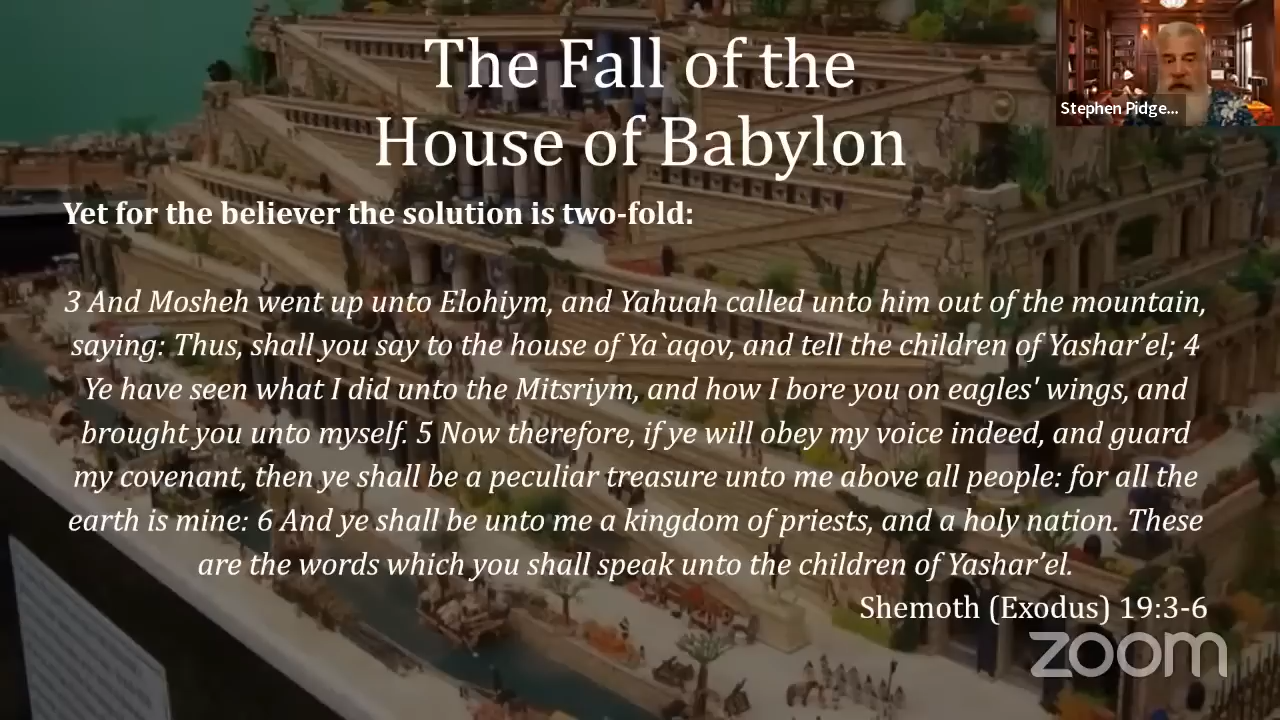 The Fall of the
House of Babylon
Stephen Pidge...
Yet for the believer the solution is two-fold:
3 And Mosheh went up unto Elohiym, and Yahuah called unto him out of the mountain,
saying: Thus, shall you say to the house of Ya`aqov, and tell the children of Yashar’el; 4
Ye have seen what I did unto the Mitsriym, and how I bore you on eagles' wings, and
brought you unto myself. 5 Now therefore, if ye will obey my voice indeed, and guard
my covenant, then ye shall be a peculiar treasure unto me above all people: for all the
earth is mine: 6 And ye shall be unto me a kingdom of priests, and a holy nation. These
are the words which you shall speak unto the children of Yashar’el.
Shemoth (Exodus) 19:3-6
zoom